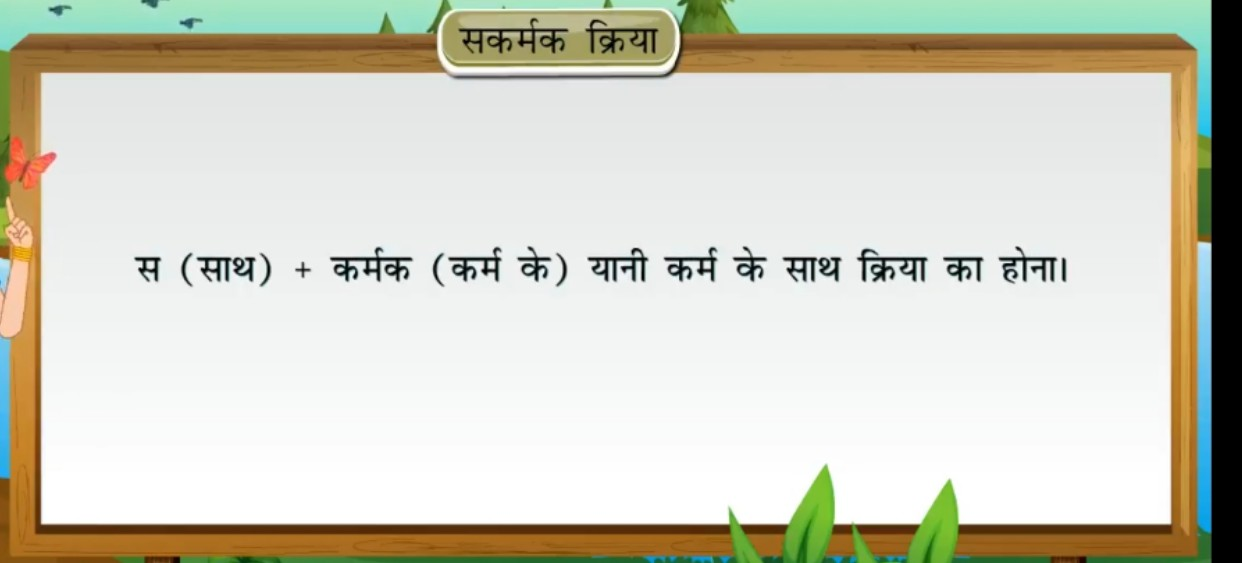 सकर्मक क्रिया
स (साथ) + कर्मक (कर्म के) यानी कर्म के साथ क्रिया का होना।